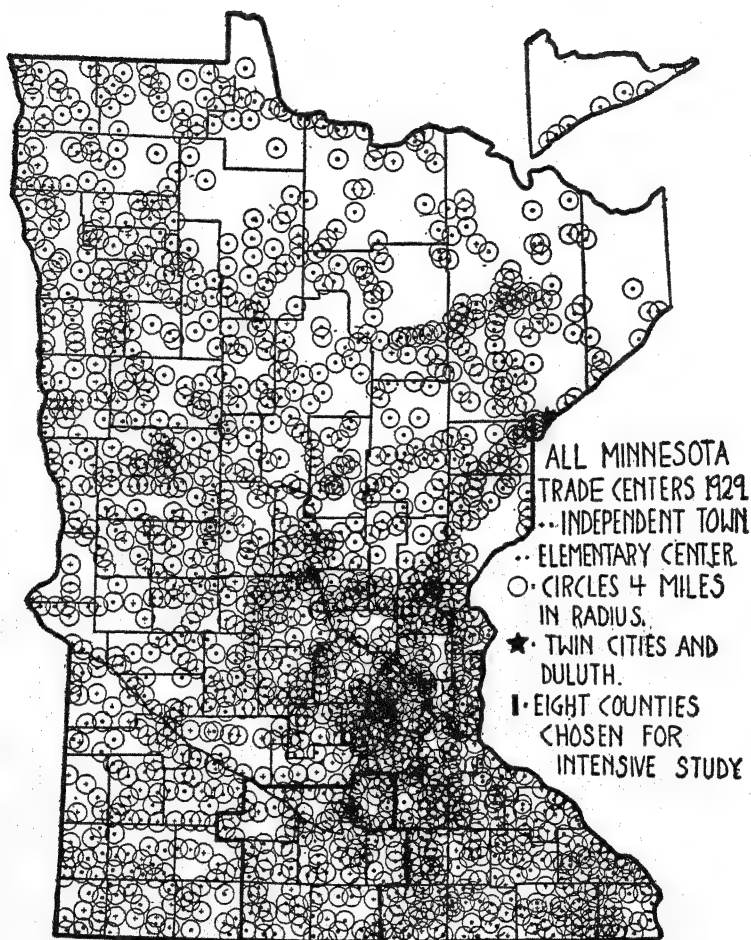 ALL MINNESOTA
TRADE CENTERS 1929
·· INDEPENDENT TOWN
·· ELEMENTARY CENTER
○· CIRCLES 4 MILES
IN RADIUS.
★· TWIN CITIES AND
DULUTH.
▮· EIGHT COUNTIES
CHOSEN FOR
INTENSIVE STUDY